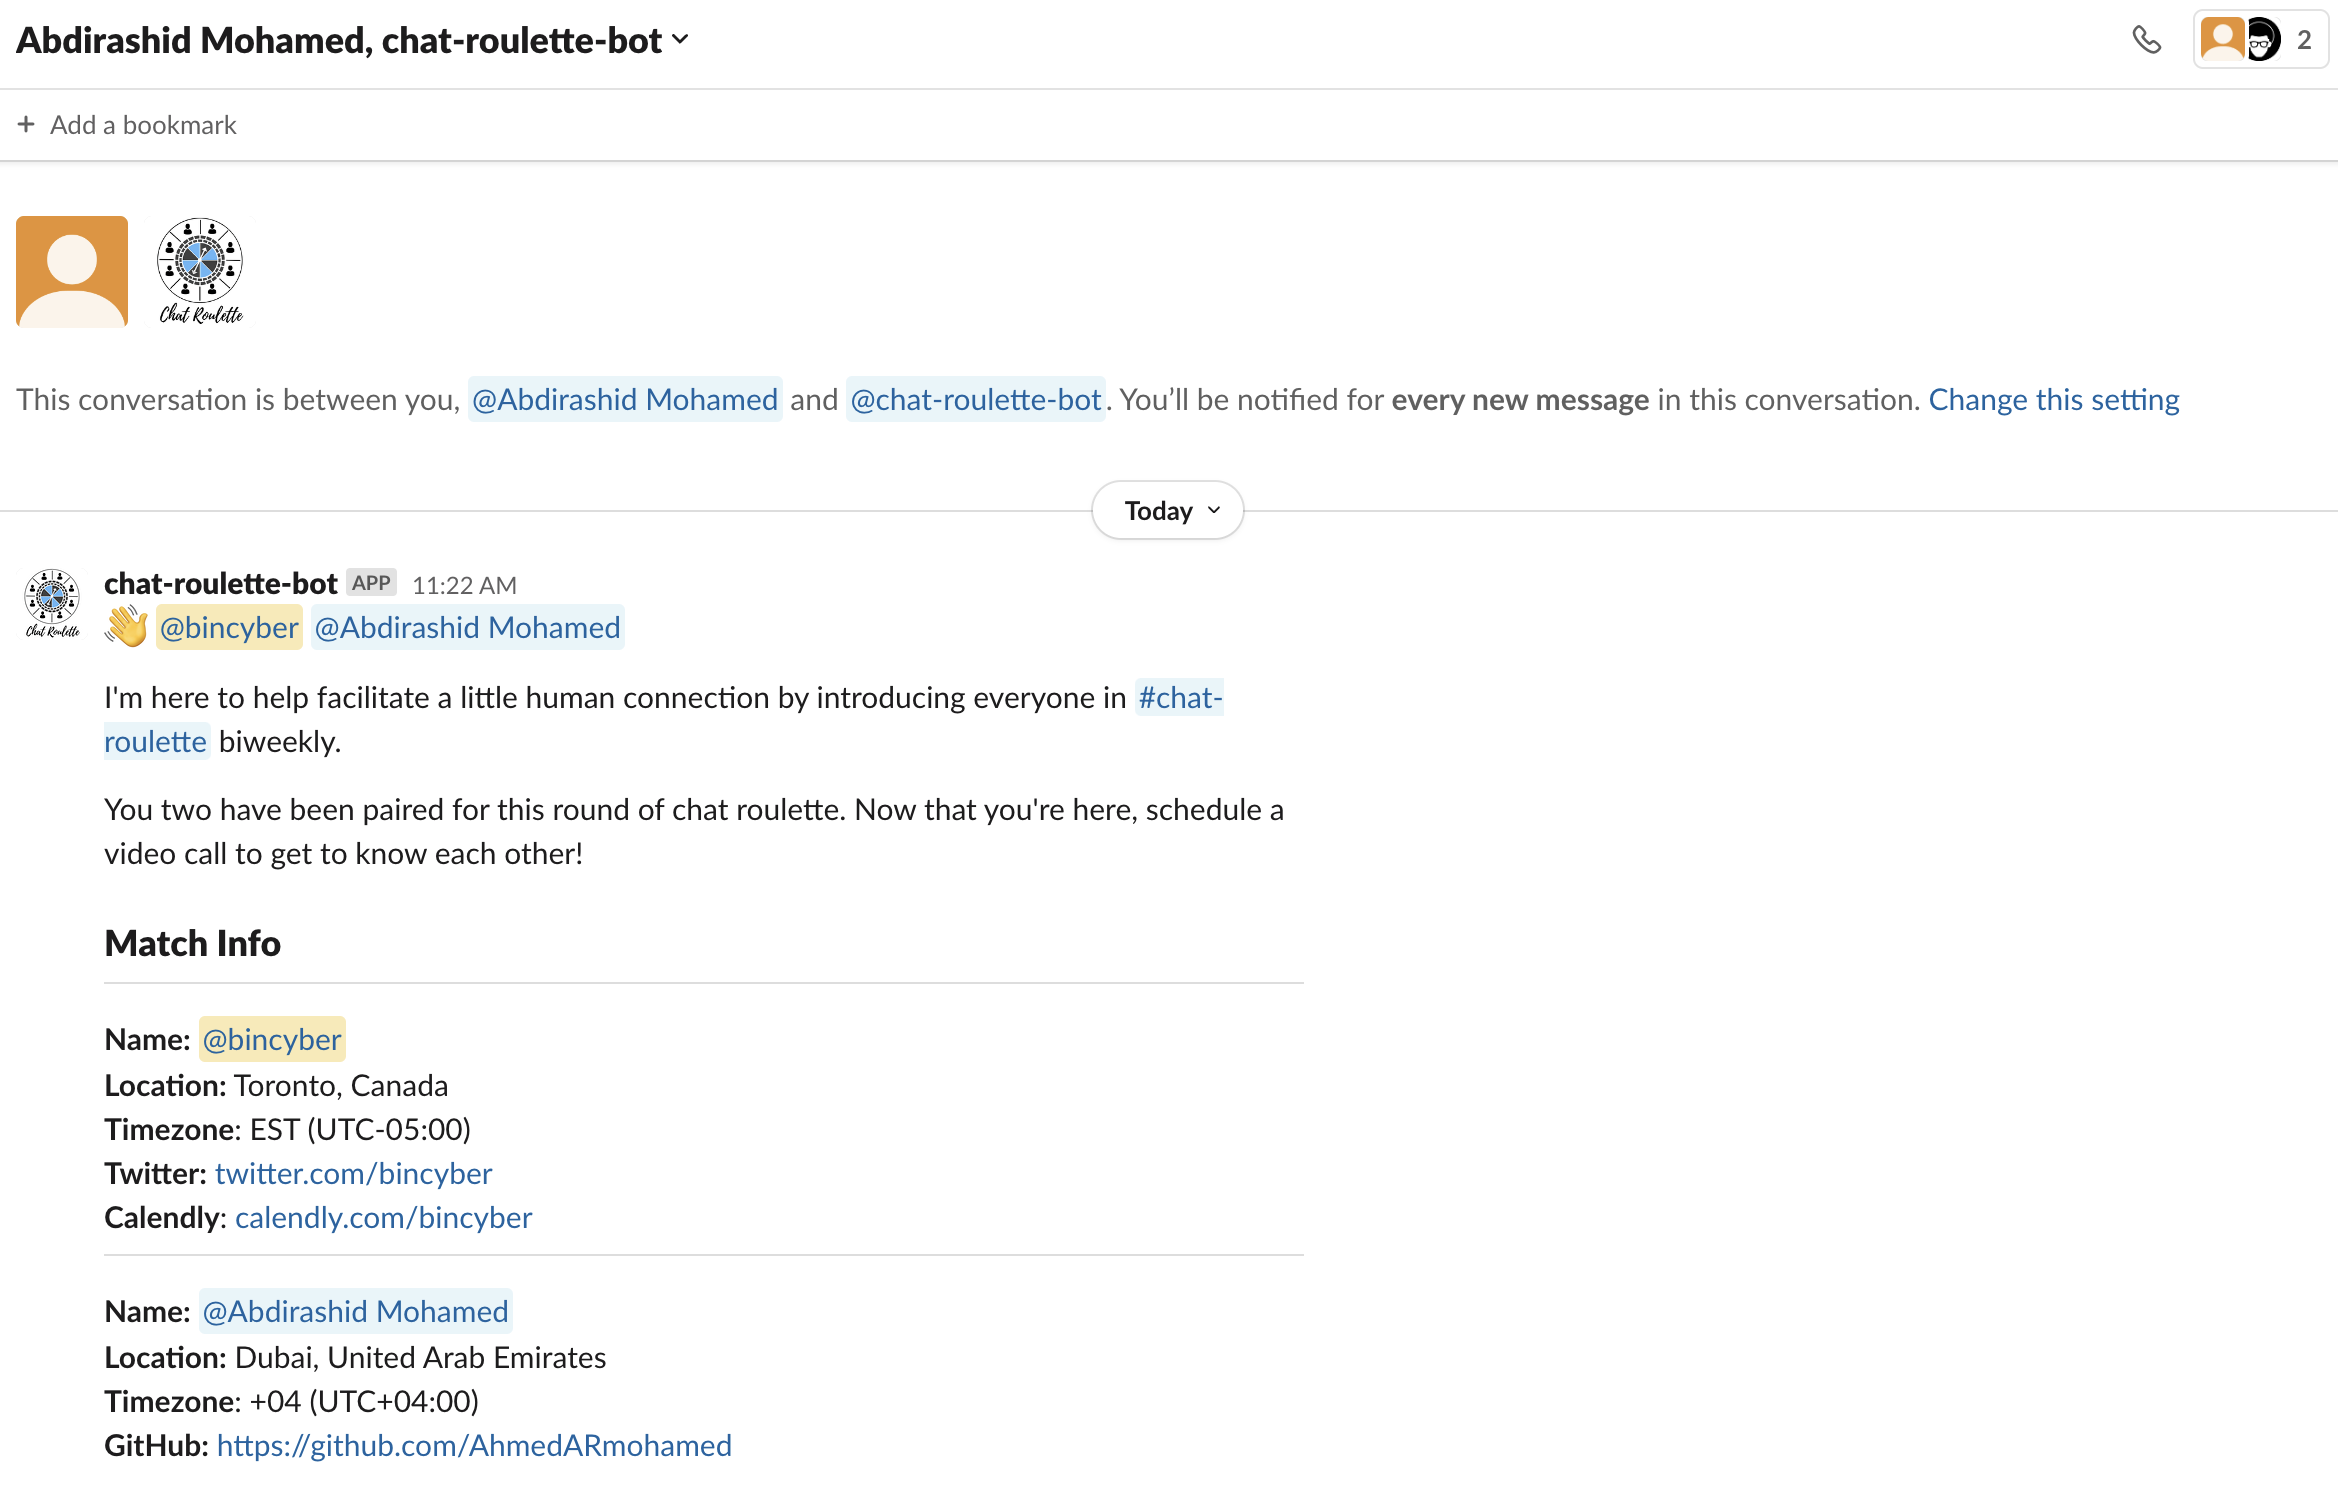 Abdirashid Mohamed, chat-roulette-bot
2
+ Add a bookmark
Chat Roulette
This conversation is between you, @Abdirashid Mohamed and @chat-roulette-bot. You’ll be notified for every new message in this conversation. Change this setting
Today
Chat Roulette
chat-roulette-bot APP 11:22 AM
👋 @bincyber @Abdirashid Mohamed
I'm here to help facilitate a little human connection by introducing everyone in #chat-
roulette biweekly.
You two have been paired for this round of chat roulette. Now that you're here, schedule a
video call to get to know each other!
Match Info
Name: @bincyber
Location: Toronto, Canada
Timezone: EST (UTC-05:00)
Twitter: twitter.com/bincyber
Calendly: calendly.com/bincyber
Name: @Abdirashid Mohamed
Location: Dubai, United Arab Emirates
Timezone: +04 (UTC+04:00)
GitHub: https://github.com/AhmedARmohamed